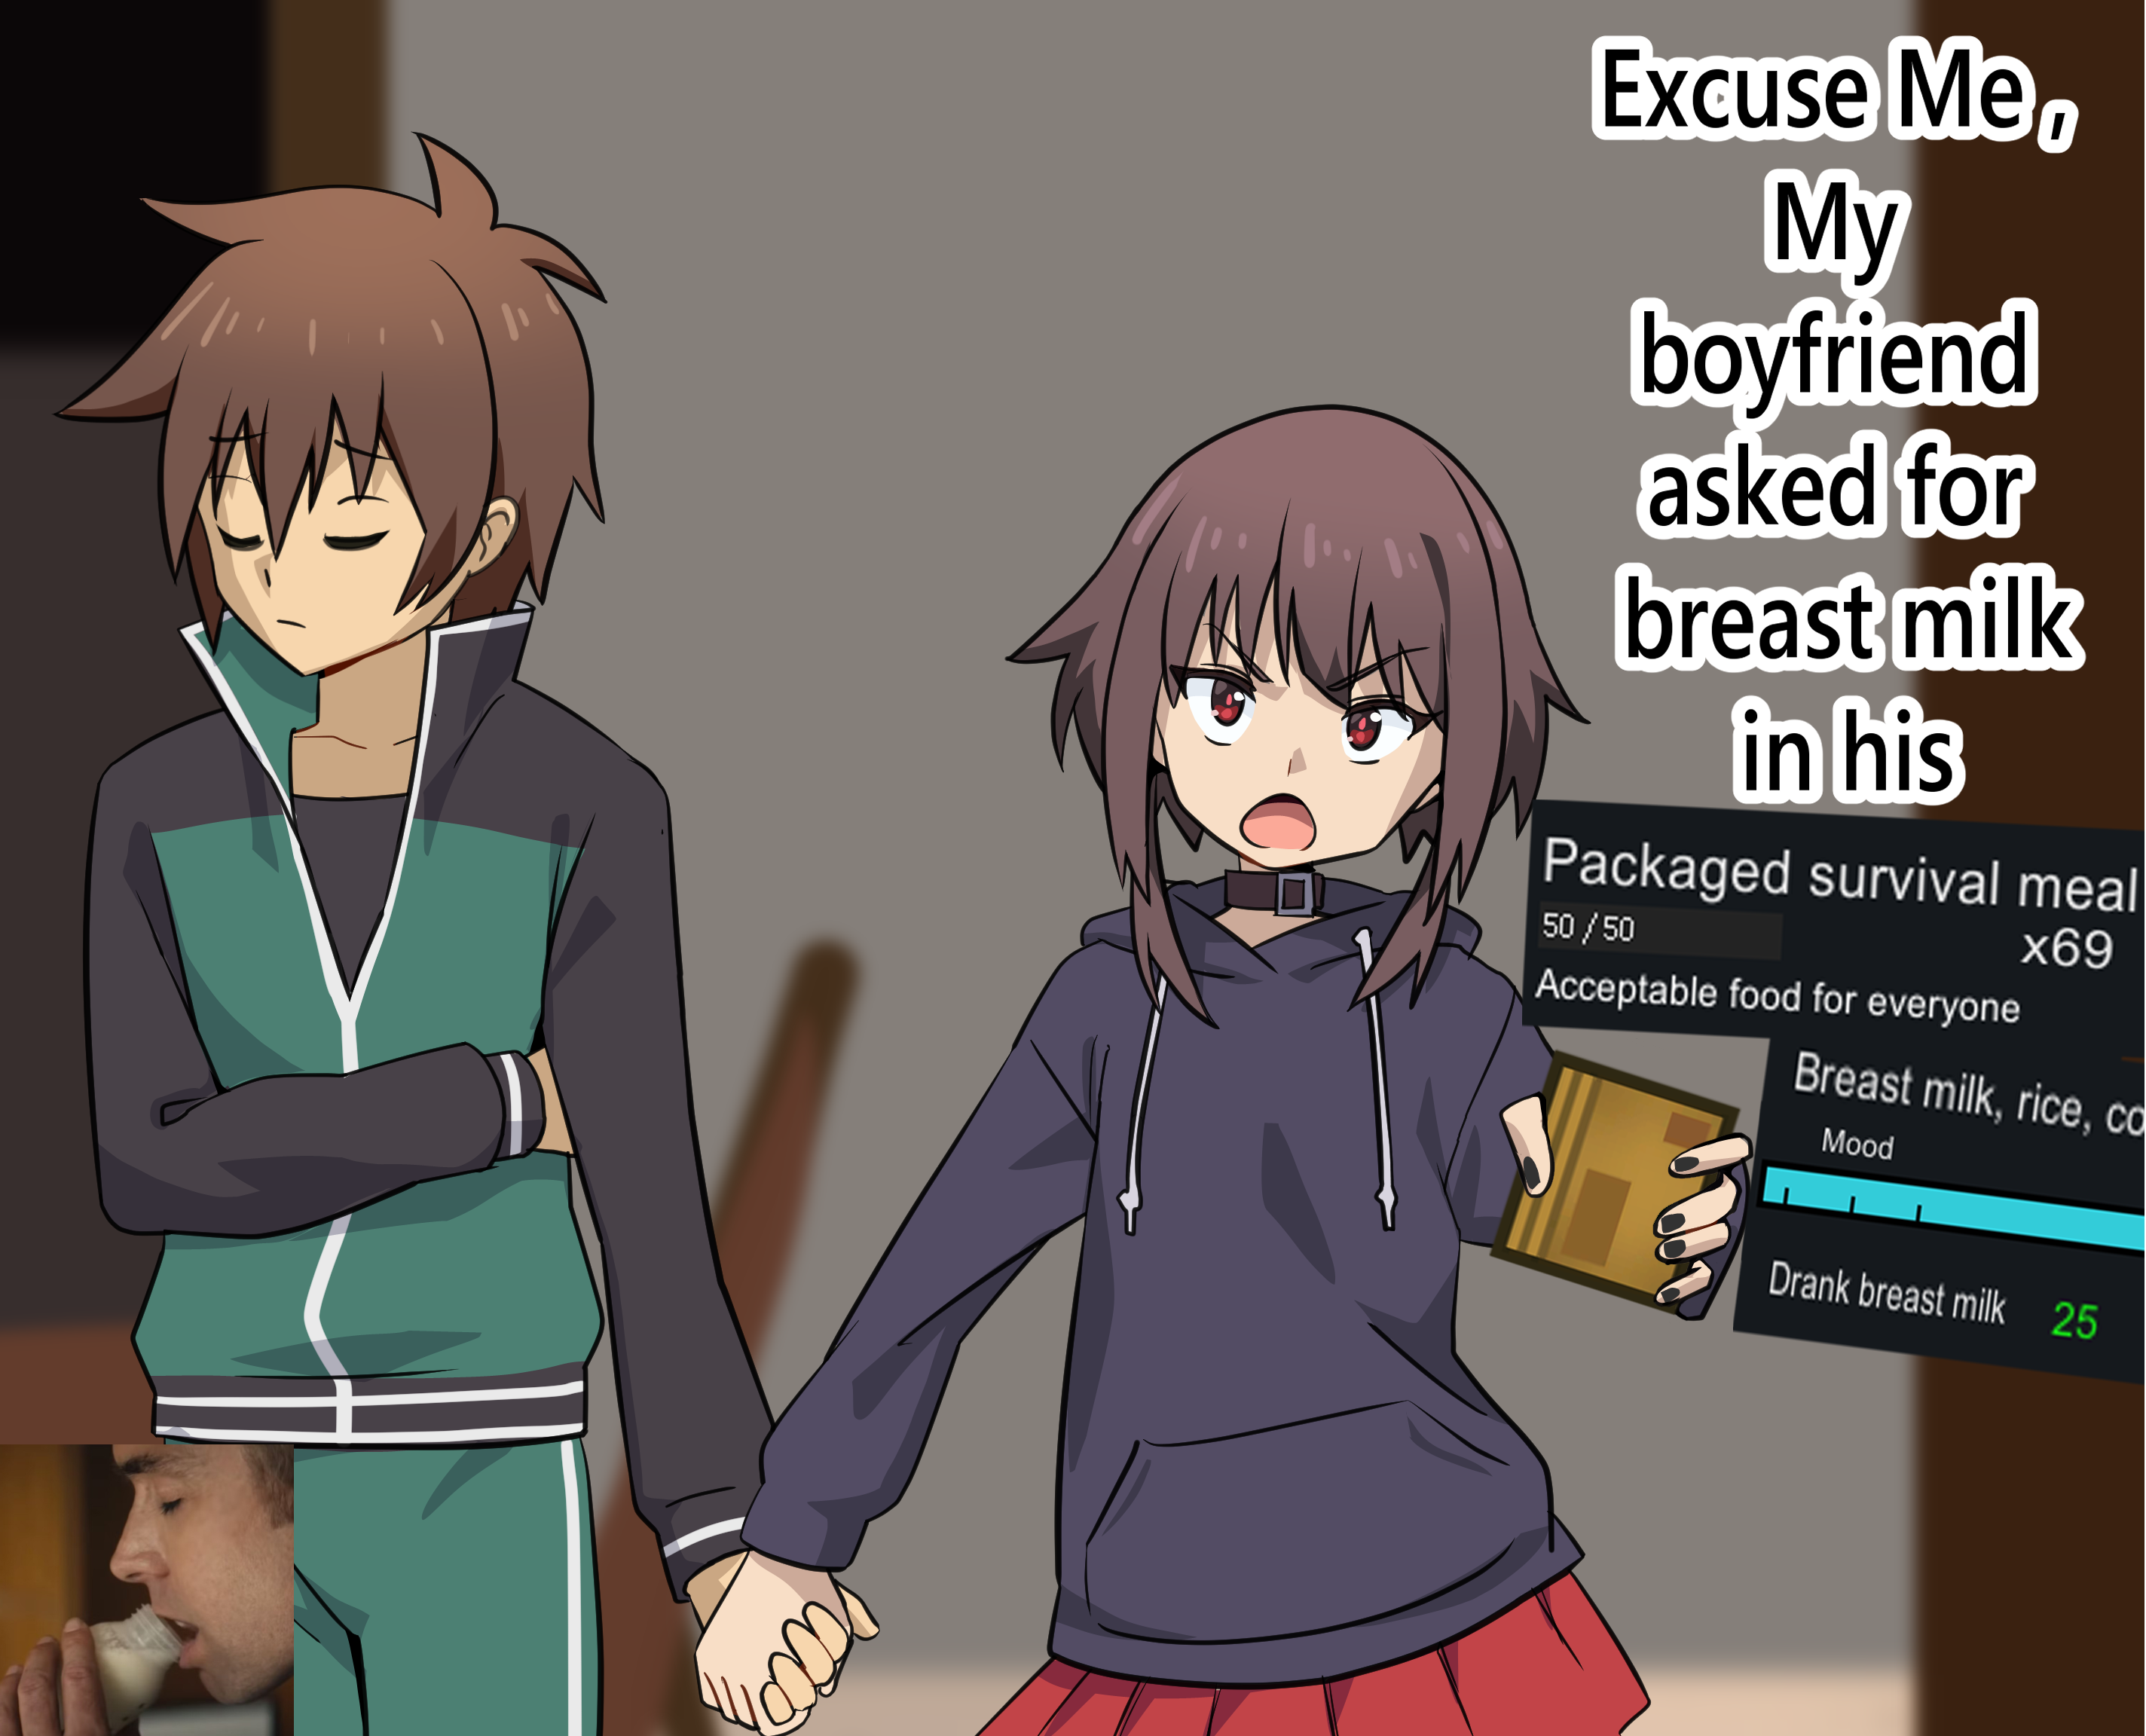 Excuse Me,
My
boyfriend
asked for
breast milk
in his
Packaged survival meal
50 / 50
x69
Acceptable food for everyone
Breast milk, rice, co
Mood
Drank breast milk 25